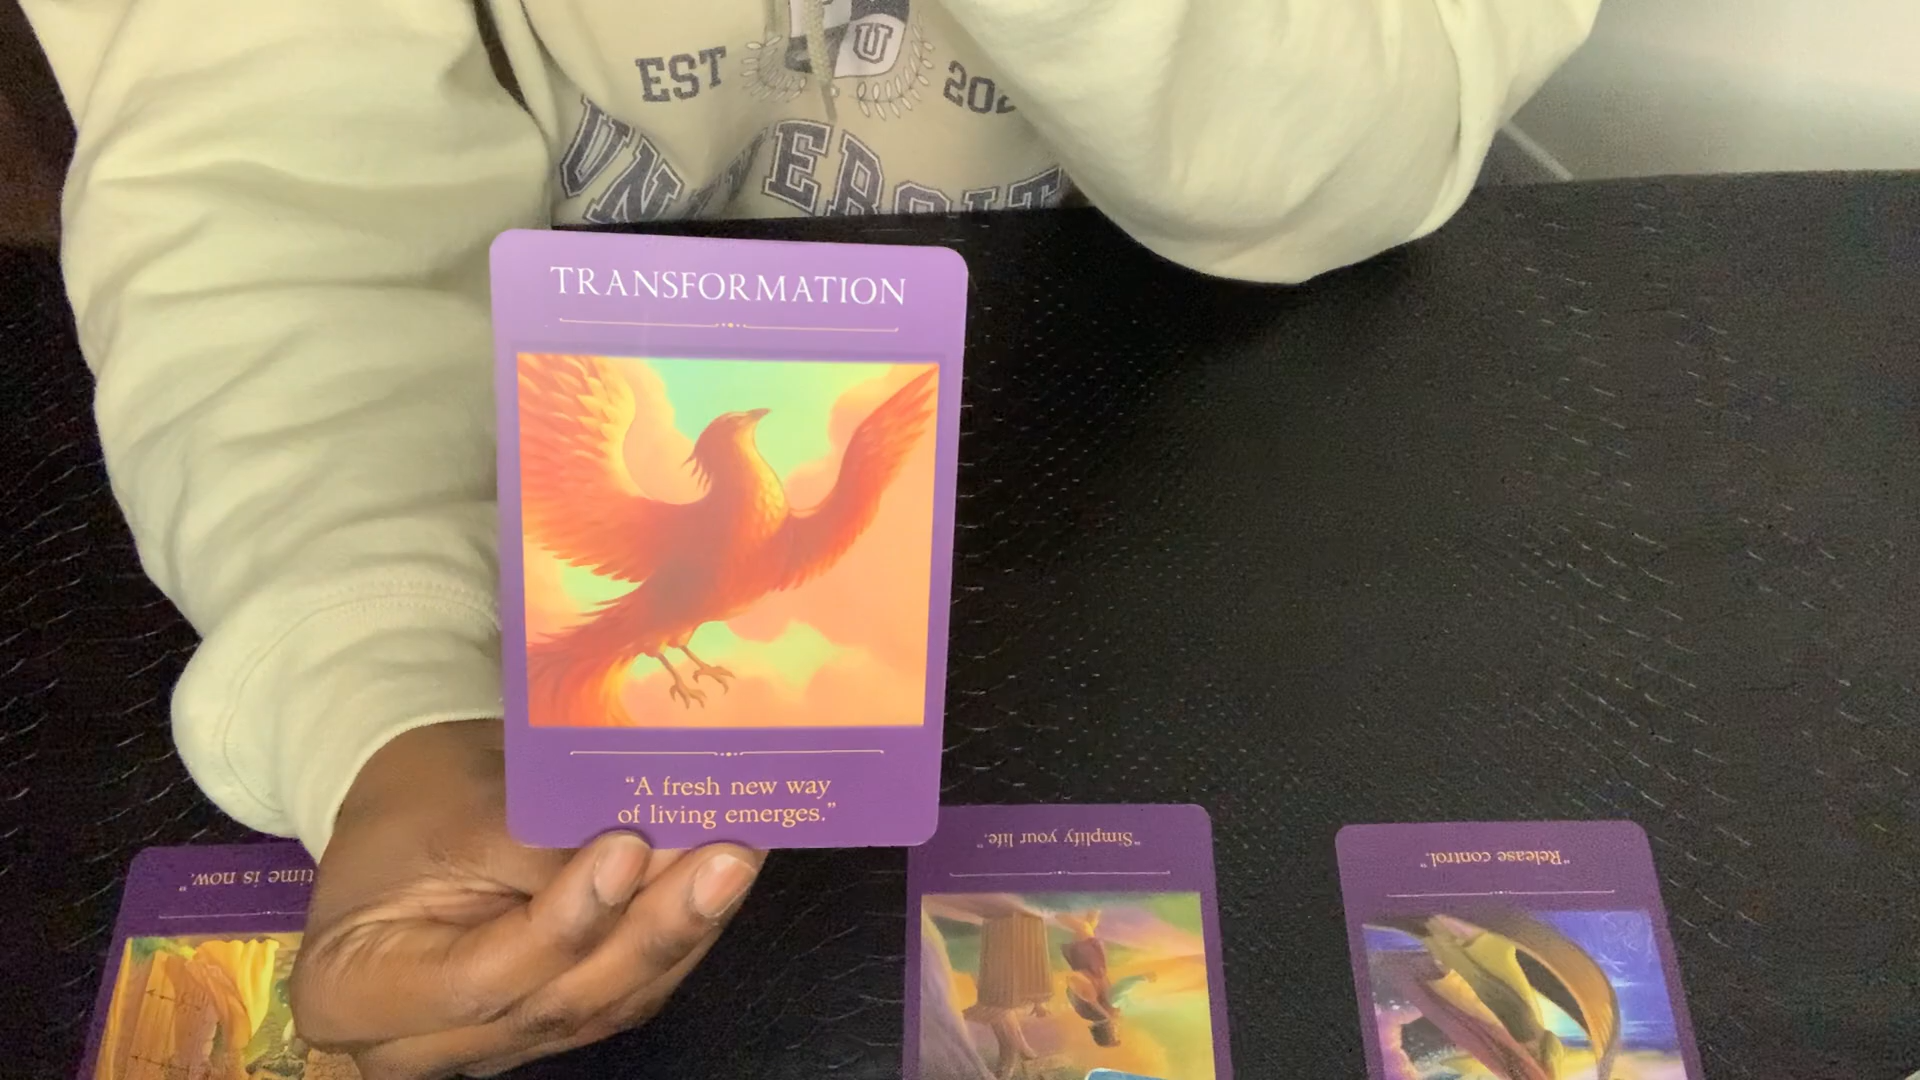 EST
U
TRANSFORMATION
“A fresh new way
of living emerges.”
time is now.”
“Simplify your life.”
“Release control.”